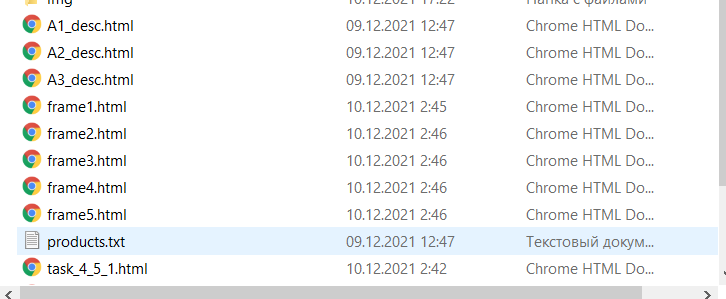 img 10.12.2021 17:22 Папка с файлами
A1_desc.html 09.12.2021 12:47 Chrome HTML Do...
A2_desc.html 09.12.2021 12:47 Chrome HTML Do...
A3_desc.html 09.12.2021 12:47 Chrome HTML Do...
frame1.html 10.12.2021 2:45 Chrome HTML Do...
frame2.html 10.12.2021 2:46 Chrome HTML Do...
frame3.html 10.12.2021 2:46 Chrome HTML Do...
frame4.html 10.12.2021 2:46 Chrome HTML Do...
frame5.html 10.12.2021 2:46 Chrome HTML Do...
products.txt 09.12.2021 12:47 Текстовый докум...
task_4_5_1.html 10.12.2021 2:42 Chrome HTML Do...